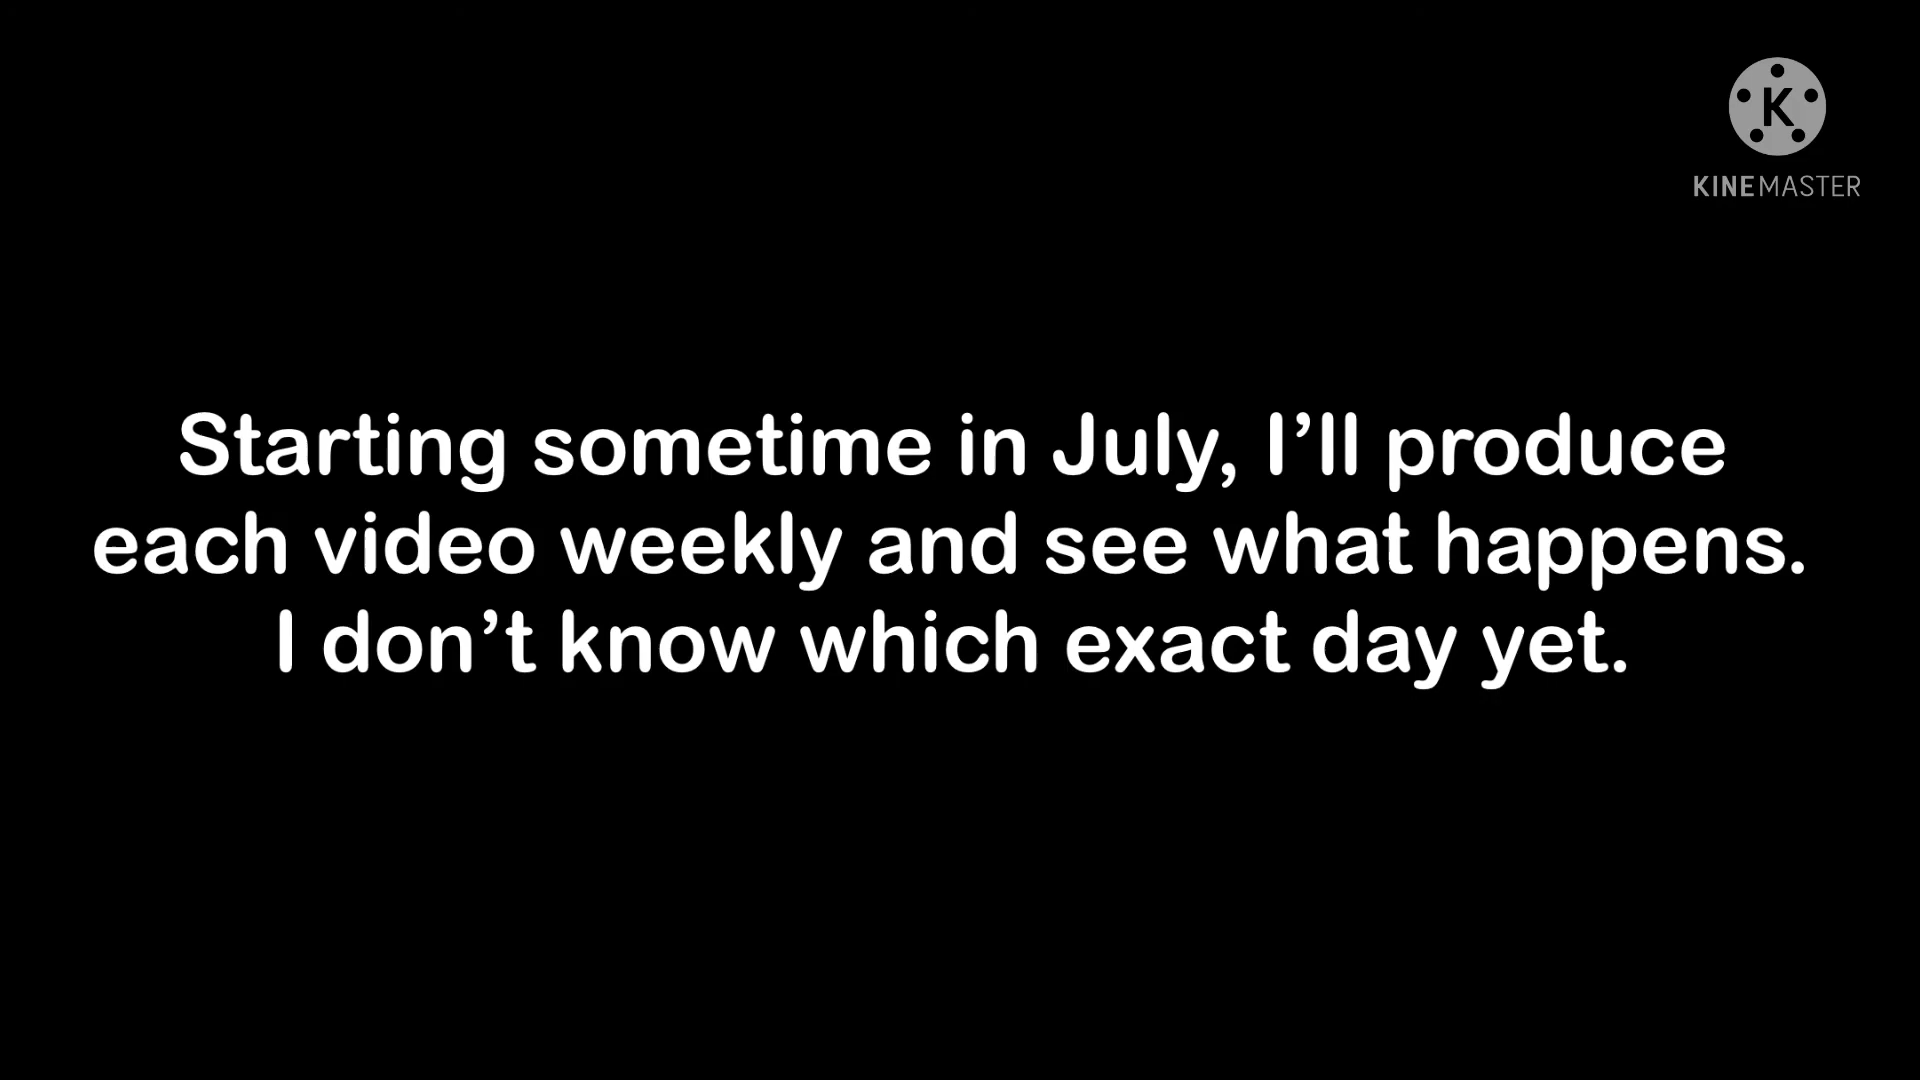 K
KINEMASTER
Starting sometime in July, I’ll produce
each video weekly and see what happens.
I don’t know which exact day yet.